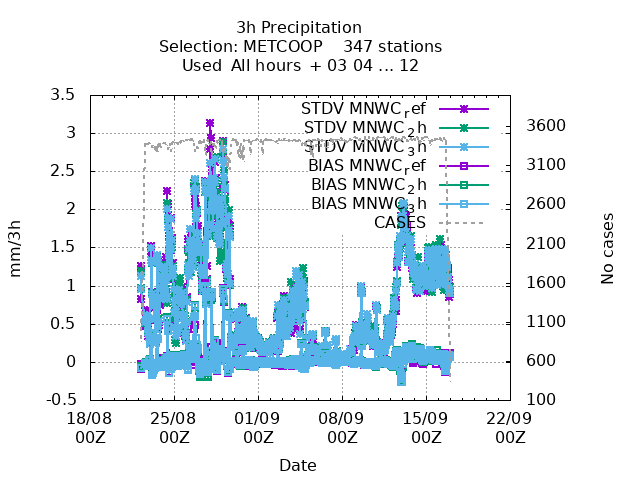 3h Precipitation
Selection: METCOOP 347 stations
Used All hours + 03 04 ... 12
STDV MNWC_ref
STDV MNWC_2h
STDV MNWC_3h
BIAS MNWC_ref
BIAS MNWC_2h
BIAS MNWC_3h
CASES
3.5
3
2.5
2
1.5
1
0.5
0
-0.5
mm/3h
3600
3100
2600
2100
1600
1100
600
100
No cases
18/08 25/08 01/09 08/09 15/09 22/09
00Z 00Z 00Z 00Z 00Z 00Z
Date